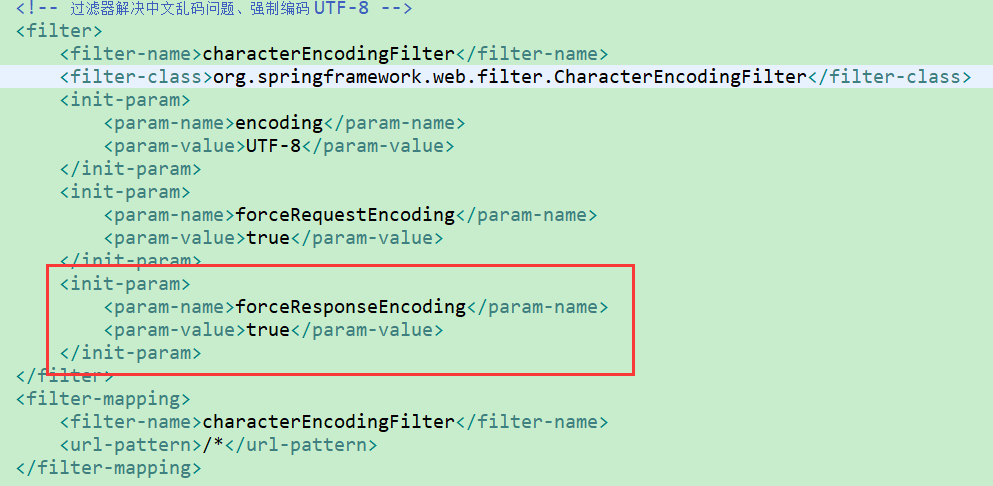 <!-- 过滤器解决中文乱码问题、强制编码 UTF-8 -->
<filter>
    <filter-name>characterEncodingFilter</filter-name>
    <filter-class>org.springframework.web.filter.CharacterEncodingFilter</filter-class>
    <init-param>
        <param-name>encoding</param-name>
        <param-value>UTF-8</param-value>
    </init-param>
    <init-param>
        <param-name>forceRequestEncoding</param-name>
        <param-value>true</param-value>
    </init-param>
    <init-param>
        <param-name>forceResponseEncoding</param-name>
        <param-value>true</param-value>
    </init-param>
</filter>
<filter-mapping>
    <filter-name>characterEncodingFilter</filter-name>
    <url-pattern>/*</url-pattern>
</filter-mapping>